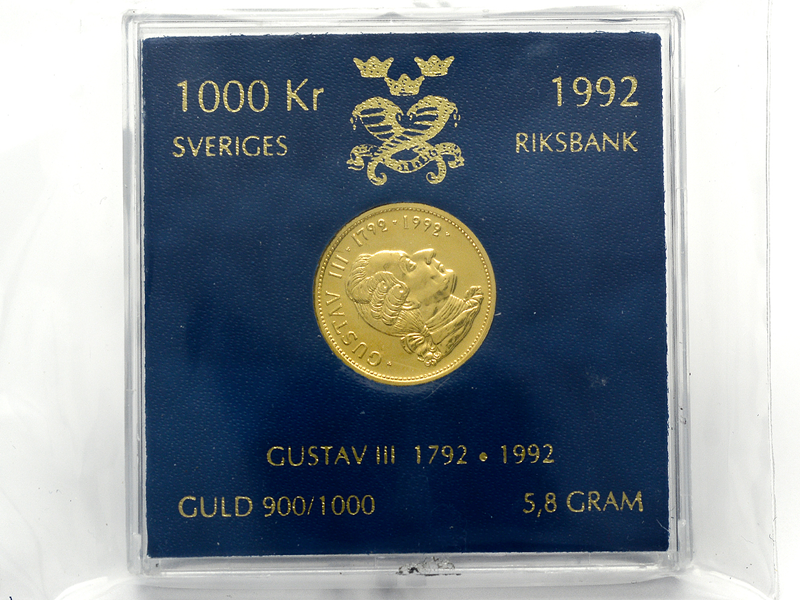 1000 Kr
1992
SVERIGES
RIKSBANK
GUSTAV III · 1792 · 1992 ·
GUSTAV III 1792 • 1992
GULD 900/1000
5,8 GRAM